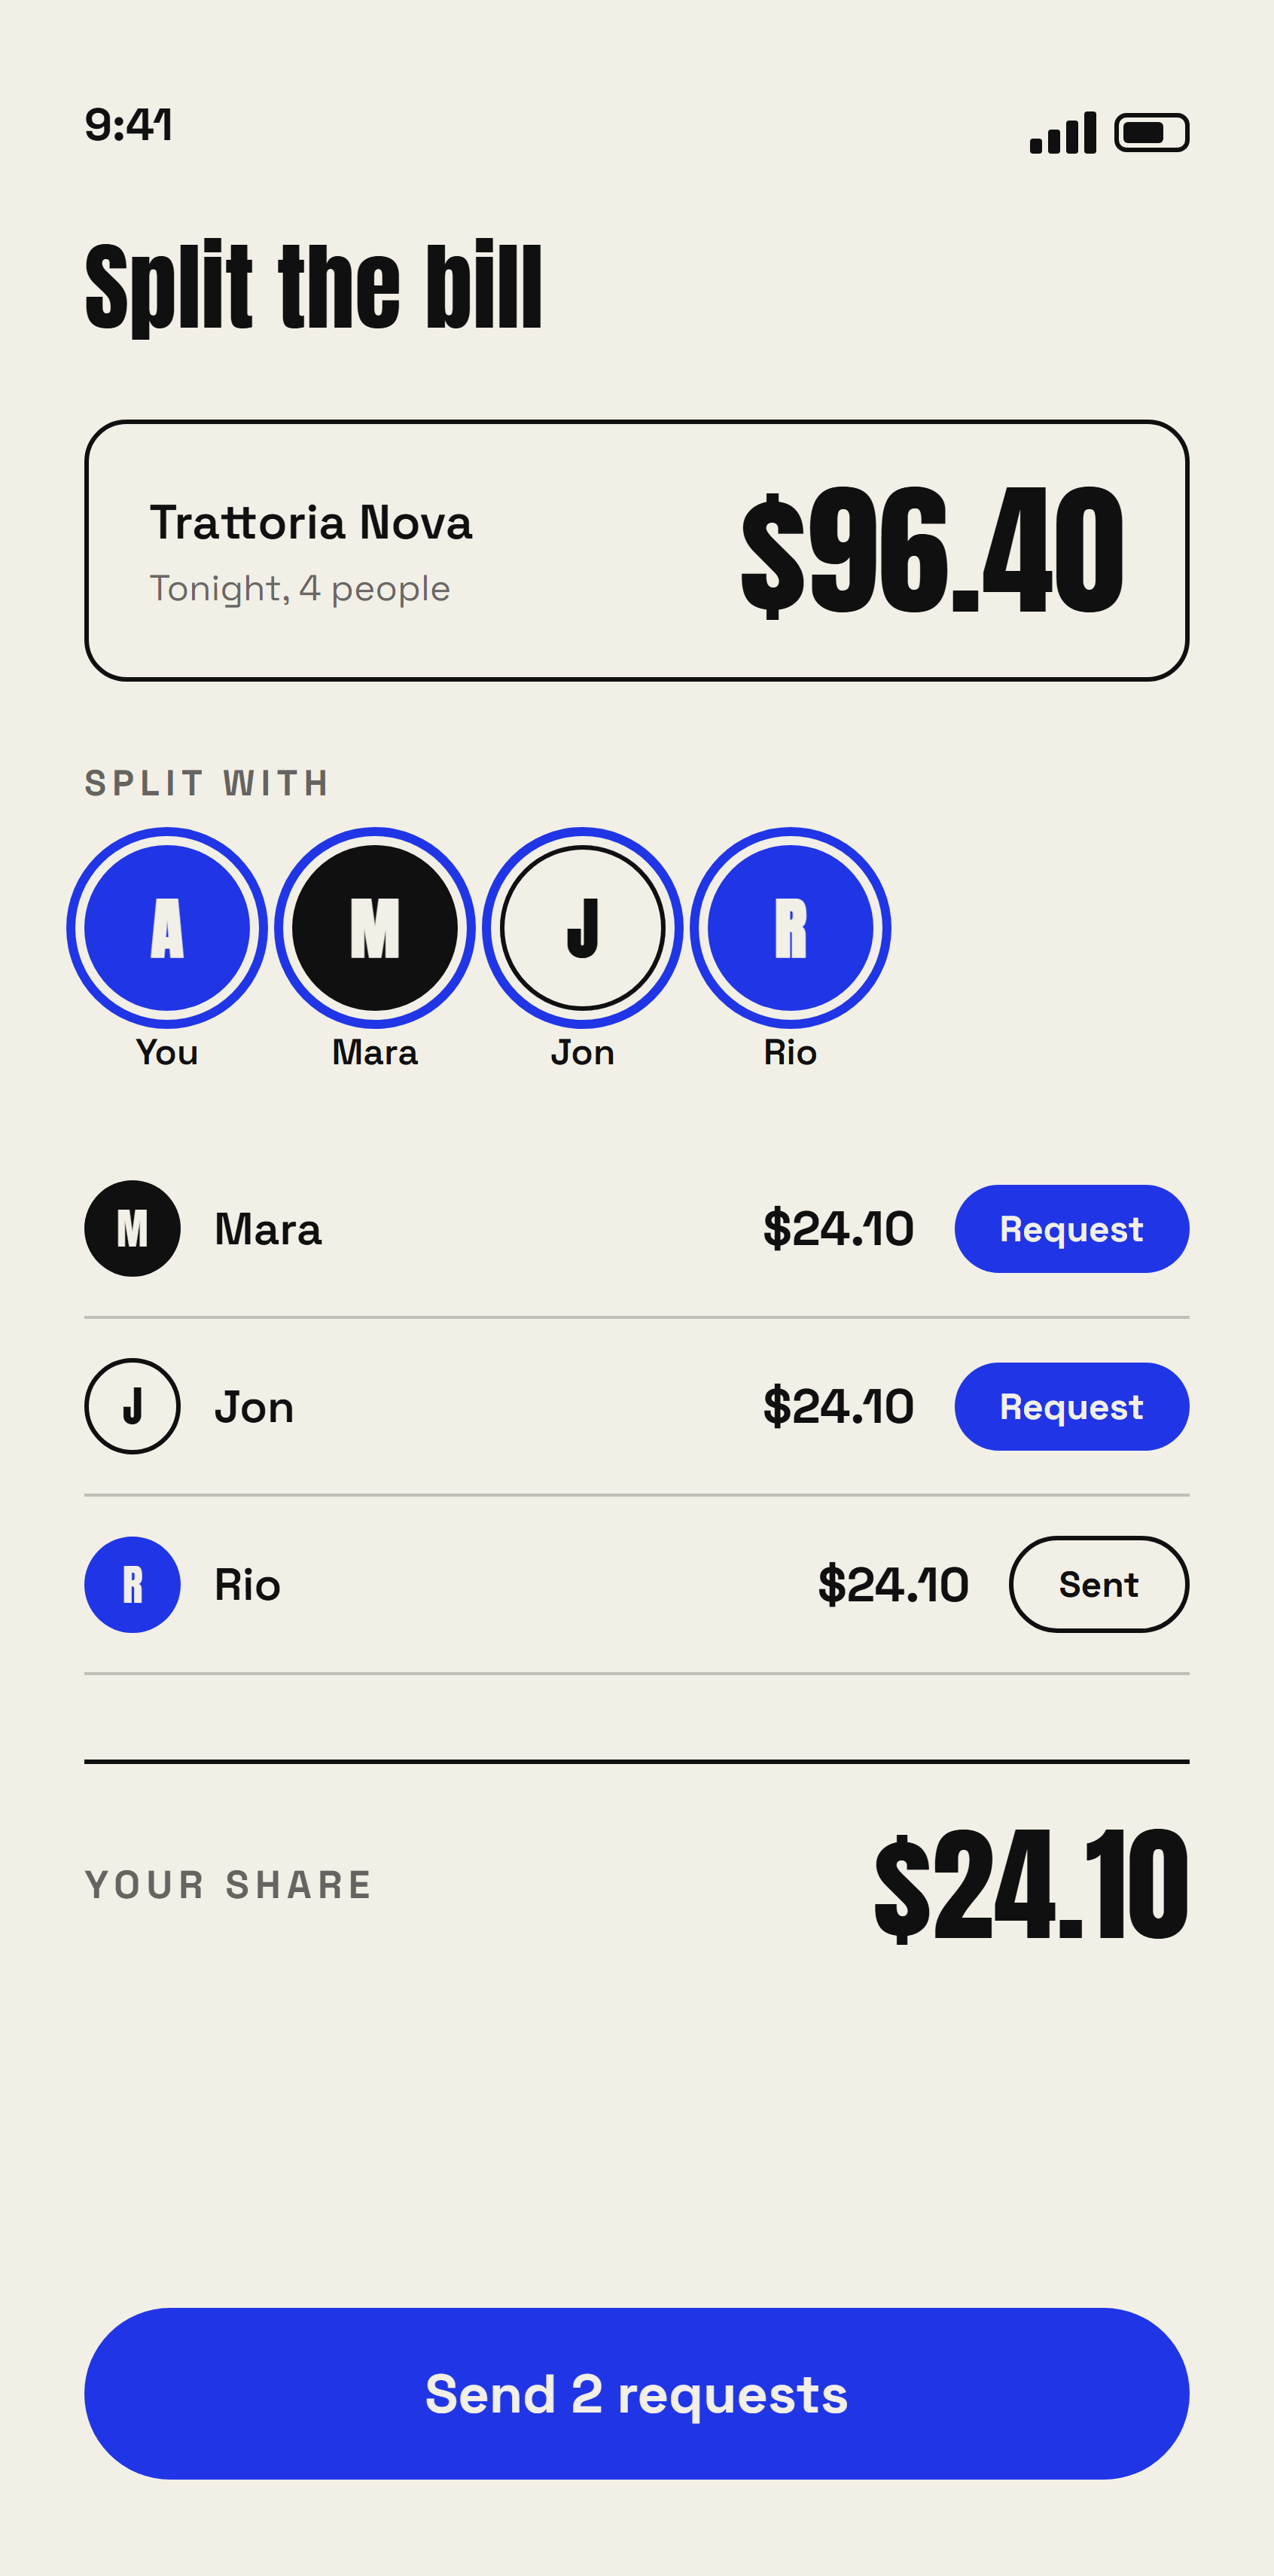 9:41
Split the bill
Trattoria Nova
Tonight, 4 people
$96.40
SPLIT WITH
A M J R
You Mara Jon Rio
M Mara $24.10 Request
J Jon $24.10 Request
R Rio $24.10 Sent
YOUR SHARE $24.10
Send 2 requests